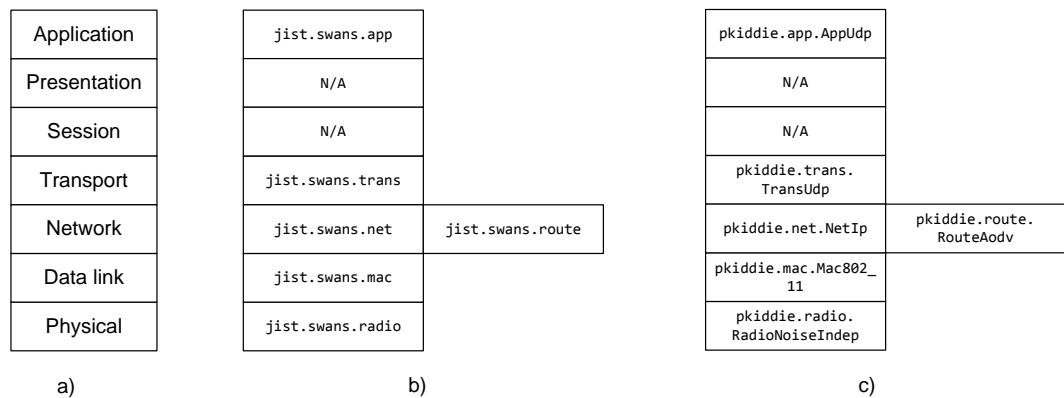 Application
Presentation
Session
Transport
Network
Data link
Physical
a)
jist.swans.app
N/A
N/A
jist.swans.trans
jist.swans.net
jist.swans.route
jist.swans.mac
jist.swans.radio
b)
pkiddie.app.AppUdp
N/A
N/A
pkiddie.trans.
TransUdp
pkiddie.net.NetIp
pkiddie.route.
RouteAodv
pkiddie.mac.Mac802_
11
pkiddie.radio.
RadioNoiseIndep
c)